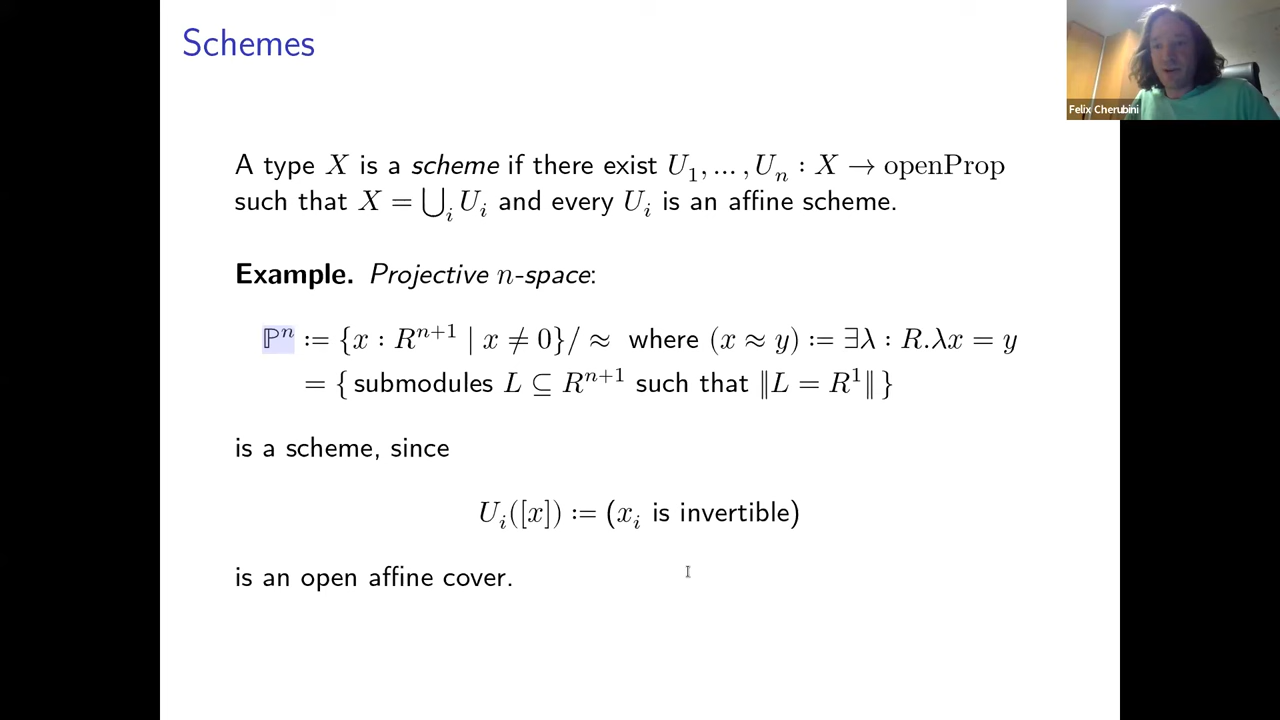 Schemes
Felix Cherubini
A type X is a scheme if there exist U₁, ... , Uₙ : X → openProp
such that X = ⋃ᵢ Uᵢ and every Uᵢ is an affine scheme.
Example. Projective n-space:
ℙⁿ := {x : Rⁿ⁺¹ | x ≠ 0}/ ≈ where (x ≈ y) := ∃λ : R.λx = y
= { submodules L ⊆ Rⁿ⁺¹ such that ‖L = R¹‖ }
is a scheme, since
Uᵢ([x]) := (xᵢ is invertible)
is an open affine cover.